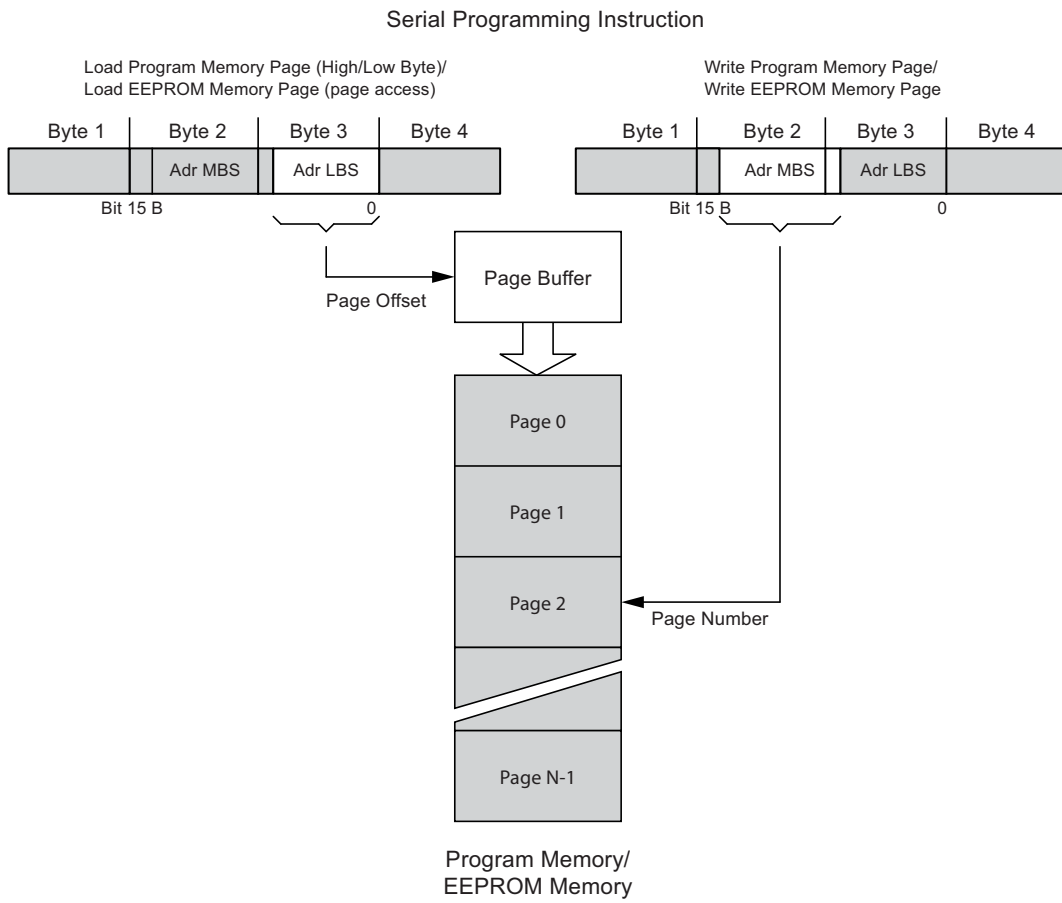 Serial Programming Instruction
Load Program Memory Page (High/Low Byte)/
Load EEPROM Memory Page (page access)
Byte 1 Byte 2 Byte 3 Byte 4
Adr MBS Adr LBS
Bit 15 B 0
Write Program Memory Page/
Write EEPROM Memory Page
Byte 1 Byte 2 Byte 3 Byte 4
Adr MBS Adr LBS
Bit 15 B 0
Page Offset
Page Buffer
Page 0
Page 1
Page 2
Page Number
Page N-1
Program Memory/
EEPROM Memory